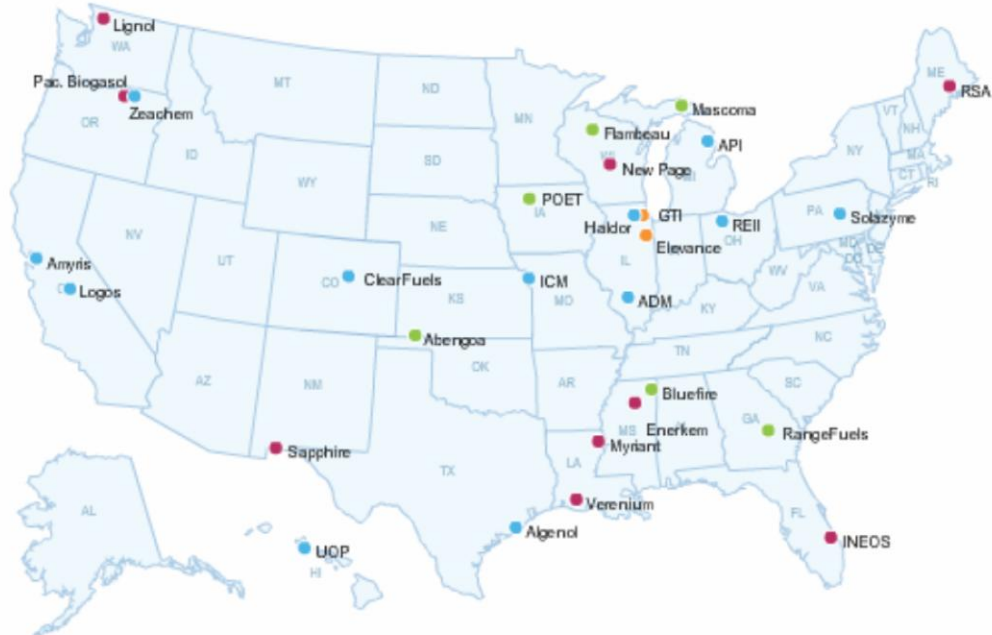 Lignol
WA
ME
RSA
MT
ND
Pac. Biogasol
Zeachem
OR
MN
Mascoma
Flambeau
API
VT
NH
ID
SD
New Page
NY
MA
CT
RI
WY
POET
IA
PA
Solazyme
NV
NE
Haldor
GTI
REII
OH
Elevance
MD
DE
DC
Amyris
UT
CO
ClearFuels
IL
WV
Logos
KS
ICM
MO
ADM
VA
KY
Abengoa
NC
TN
AZ
NM
OK
AR
SC
Bluefire
GA
MS
Enerkem
RangeFuels
Myriant
Sapphire
TX
LA
Verenium
AL
FL
Algenol
INEOS
UOP
HI